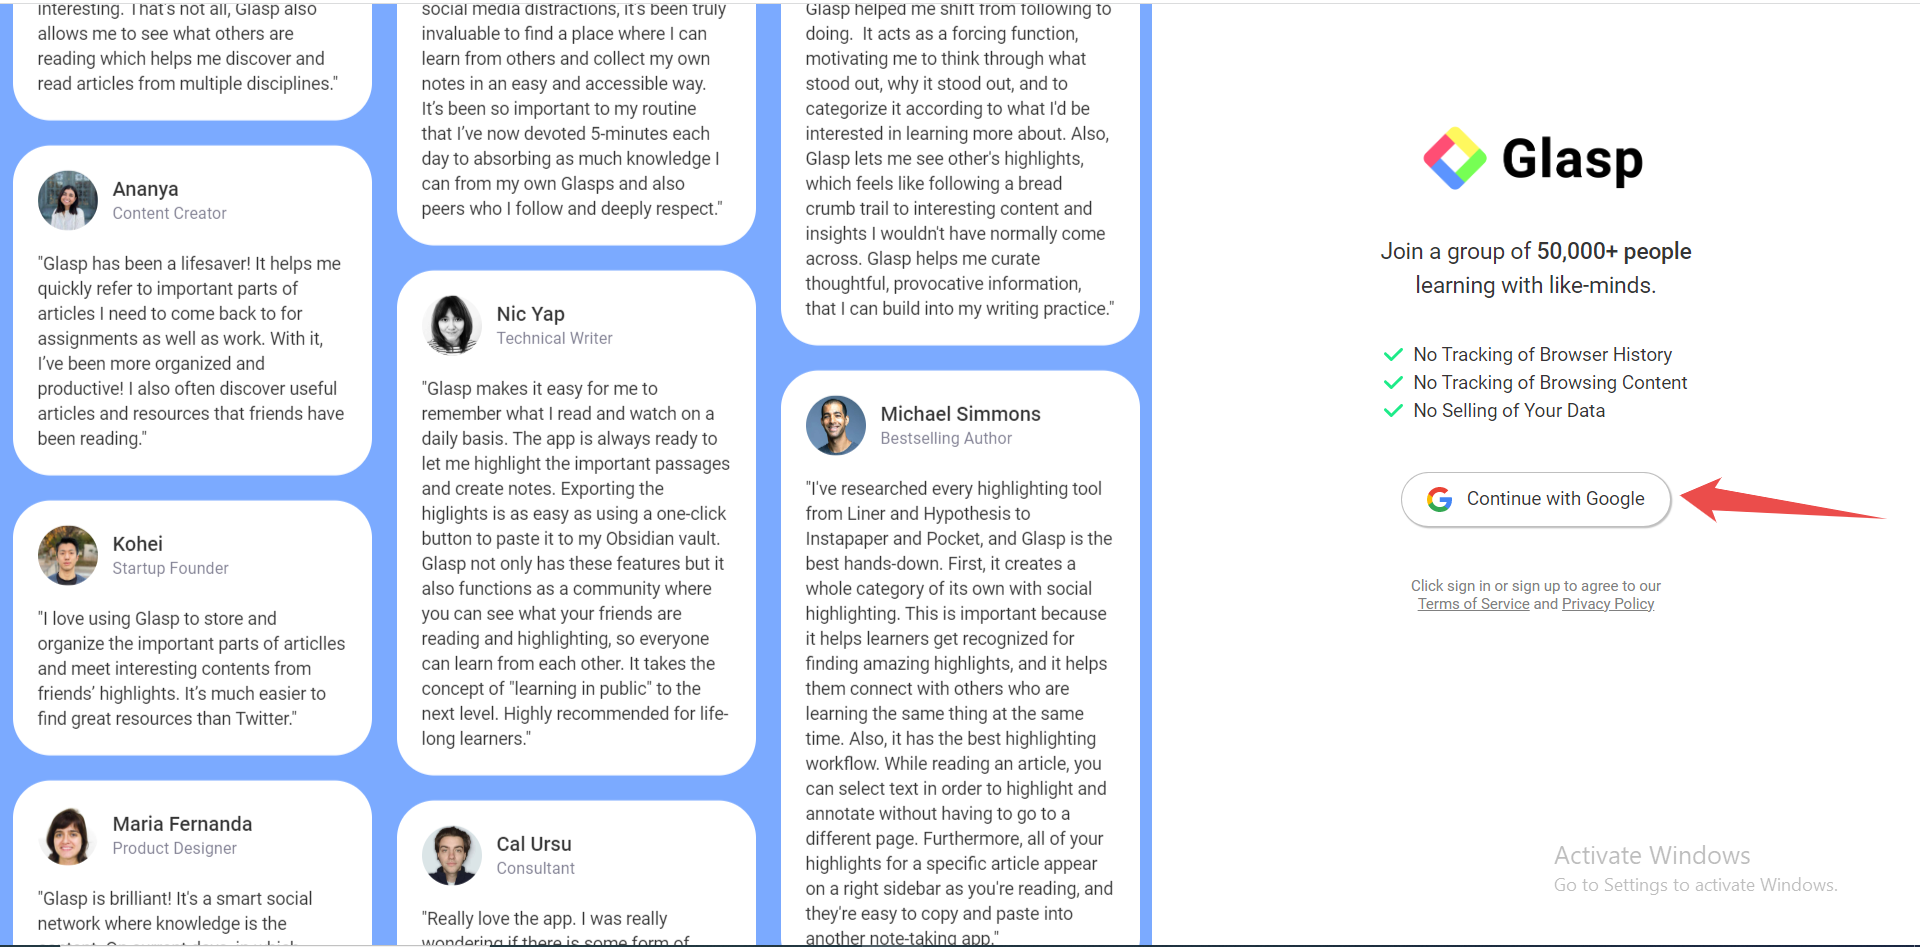 interesting. That's not all, Glasp also
allows me to see what others are
reading which helps me discover and
read articles from multiple disciplines."
Ananya
Content Creator
"Glasp has been a lifesaver! It helps me
quickly refer to important parts of
articles I need to come back to for
assignments as well as work. With it,
I've been more organized and
productive! I also often discover useful
articles and resources that friends have
been reading."
Kohei
Startup Founder
"I love using Glasp to store and
organize the important parts of articlles
and meet interesting contents from
friends' highlights. It's much easier to
find great resources than Twitter."
Maria Fernanda
Product Designer
"Glasp is brilliant! It's a smart social
network where knowledge is the
social media distractions, it's been truly
invaluable to find a place where I can
learn from others and collect my own
notes in an easy and accessible way.
It's been so important to my routine
that I've now devoted 5-minutes each
day to absorbing as much knowledge I
can from my own Glasps and also
peers who I follow and deeply respect."
Nic Yap
Technical Writer
"Glasp makes it easy for me to
remember what I read and watch on a
daily basis. The app is always ready to
let me highlight the important passages
and create notes. Exporting the
higlights is as easy as using a one-click
button to paste it to my Obsidian vault.
Glasp not only has these features but it
also functions as a community where
you can see what your friends are
reading and highlighting, so everyone
can learn from each other. It takes the
concept of "learning in public" to the
next level. Highly recommended for life-
long learners."
Cal Ursu
Consultant
"Really love the app. I was really
wondering if there is some form of
Glasp helped me shift from following to
doing. It acts as a forcing function,
motivating me to think through what
stood out, why it stood out, and to
categorize it according to what I'd be
interested in learning more about. Also,
Glasp lets me see other's highlights,
which feels like following a bread
crumb trail to interesting content and
insights I wouldn't have normally come
across. Glasp helps me curate
thoughtful, provocative information,
that I can build into my writing practice."
Michael Simmons
Bestselling Author
"I've researched every highlighting tool
from Liner and Hypothesis to
Instapaper and Pocket, and Glasp is the
best hands-down. First, it creates a
whole category of its own with social
highlighting. This is important because
it helps learners get recognized for
finding amazing highlights, and it helps
them connect with others who are
learning the same thing at the same
time. Also, it has the best highlighting
workflow. While reading an article, you
can select text in order to highlight and
annotate without having to go to a
different page. Furthermore, all of your
highlights for a specific article appear
on a right sidebar as you're reading, and
they're easy to copy and paste into
another note-taking app."
Glasp
Join a group of 50,000+ people
learning with like-minds.
No Tracking of Browser History
No Tracking of Browsing Content
No Selling of Your Data
Continue with Google
Click sign in or sign up to agree to our
Terms of Service and Privacy Policy
Activate Windows
Go to Settings to activate Windows.